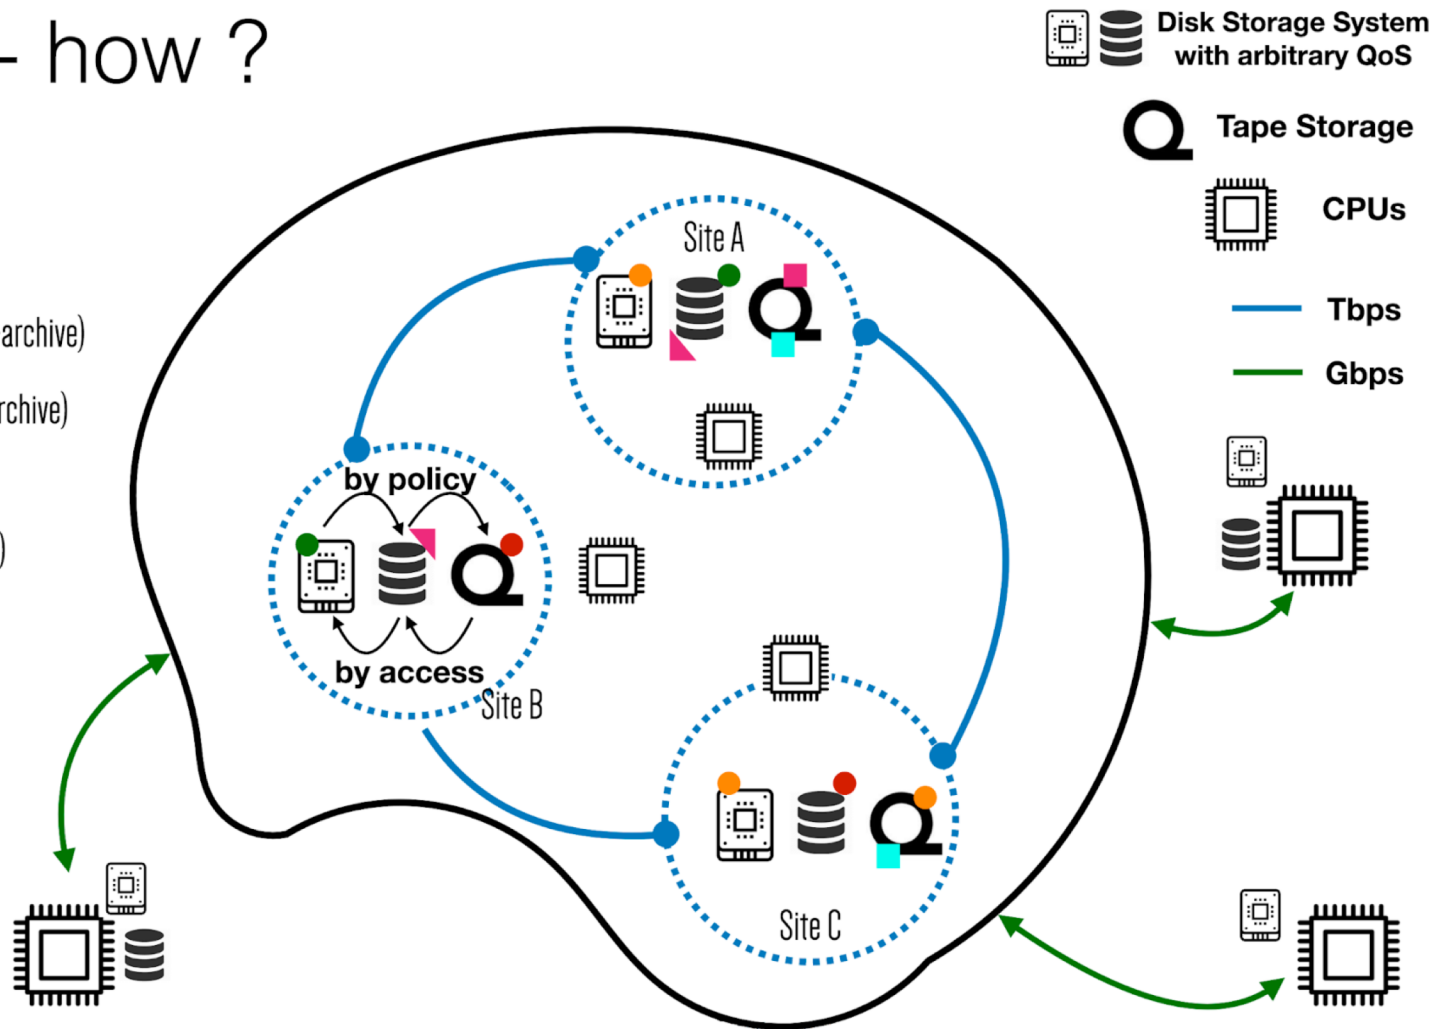 - how ?
Disk Storage System
with arbitrary QoS
Tape Storage
CPUs
Tbps
Gbps
archive)
rchive)
)
Site A
by policy
by access
Site B
Site C